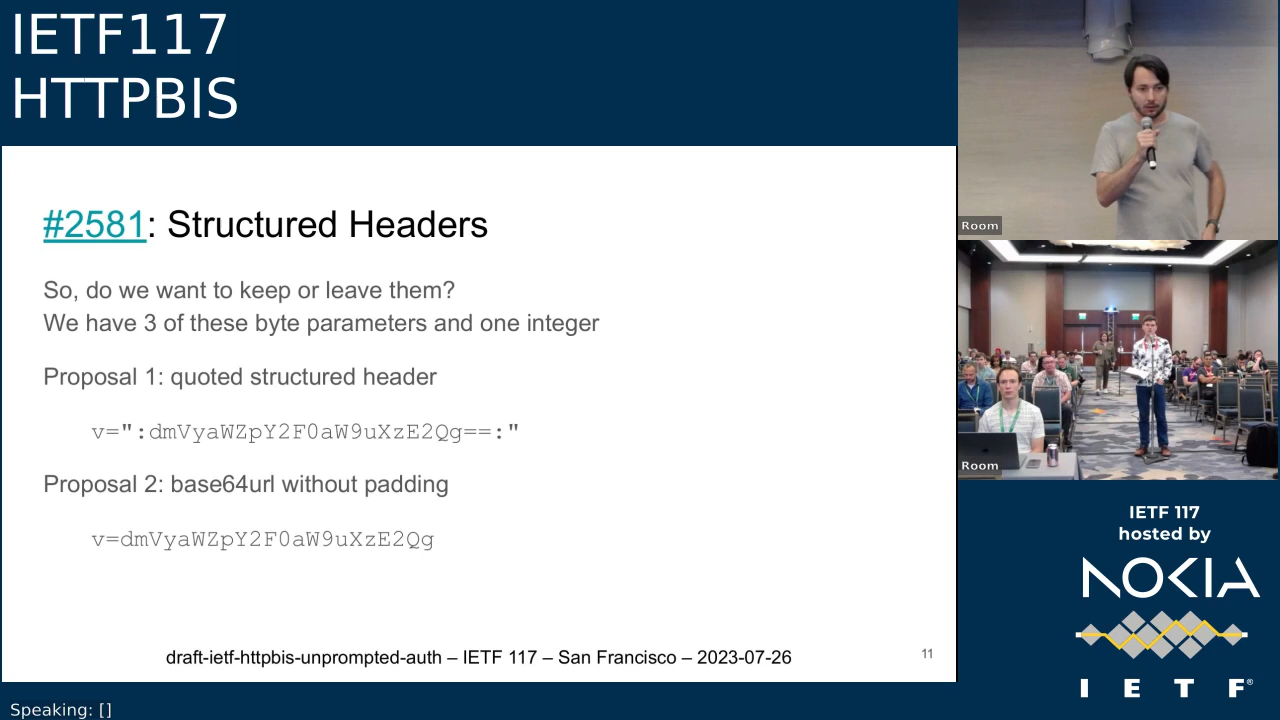 IETF117
HTTPBIS
#2581: Structured Headers
So, do we want to keep or leave them?
We have 3 of these byte parameters and one integer
Proposal 1: quoted structured header
v=":dmVyaWZpY2F0aW9uXzE2Qg==:"
Proposal 2: base64url without padding
v=dmVyaWZpY2F0aW9uXzE2Qg
draft-ietf-httpbis-unprompted-auth – IETF 117 – San Francisco – 2023-07-26
11
Room
Room
IETF 117
hosted by
NOKIA
I E T F®
Speaking: []